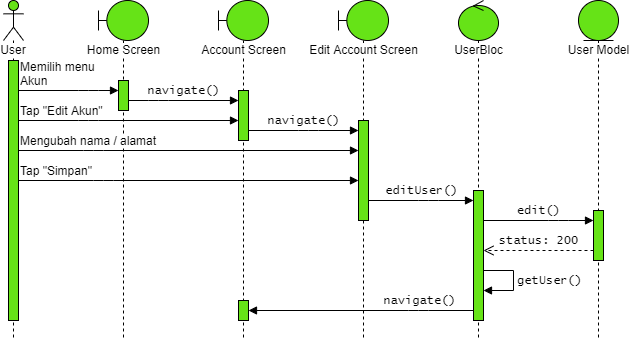 User
Home Screen
Account Screen
Edit Account Screen
UserBloc
User Model
Memilih menu
Akun
navigate()
Tap "Edit Akun"
navigate()
Mengubah nama / alamat
Tap "Simpan"
editUser()
edit()
status: 200
getUser()
navigate()